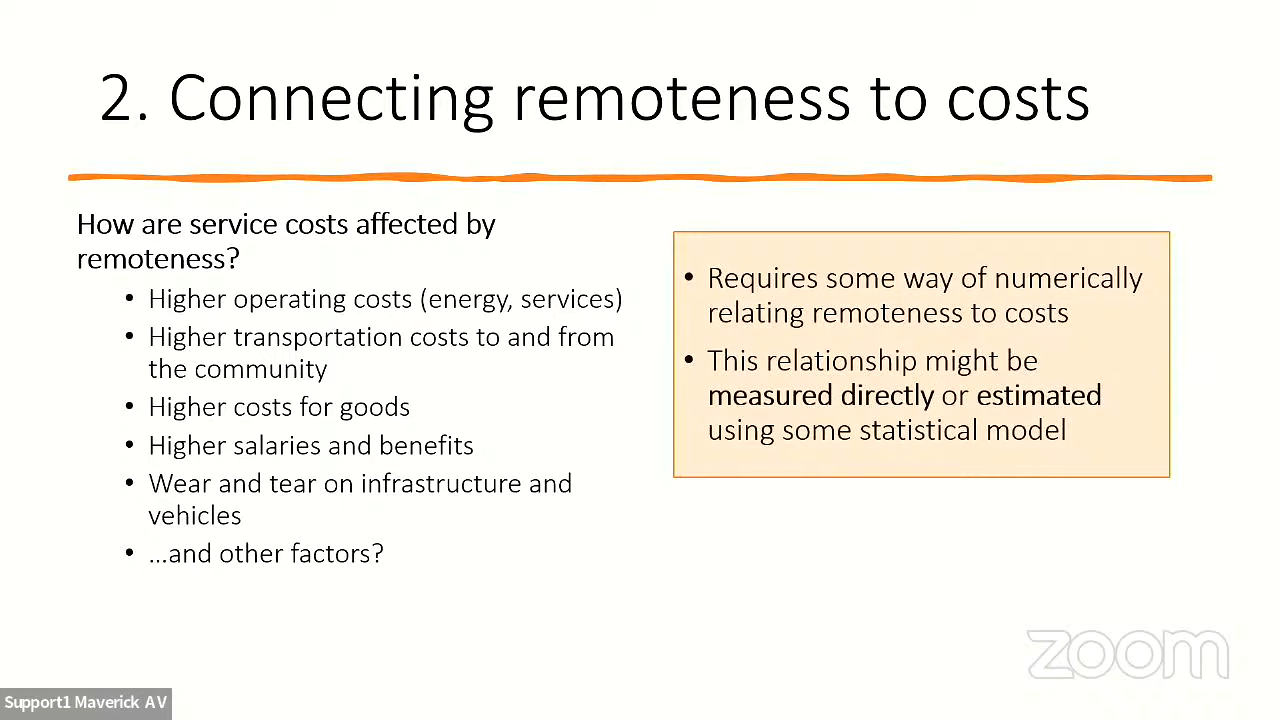 2. Connecting remoteness to costs
How are service costs affected by
remoteness?
• Higher operating costs (energy, services)
• Higher transportation costs to and from
the community
• Higher costs for goods
• Higher salaries and benefits
• Wear and tear on infrastructure and
vehicles
• …and other factors?
• Requires some way of numerically
relating remoteness to costs
• This relationship might be
measured directly or estimated
using some statistical model
zoom
Support1 Maverick AV